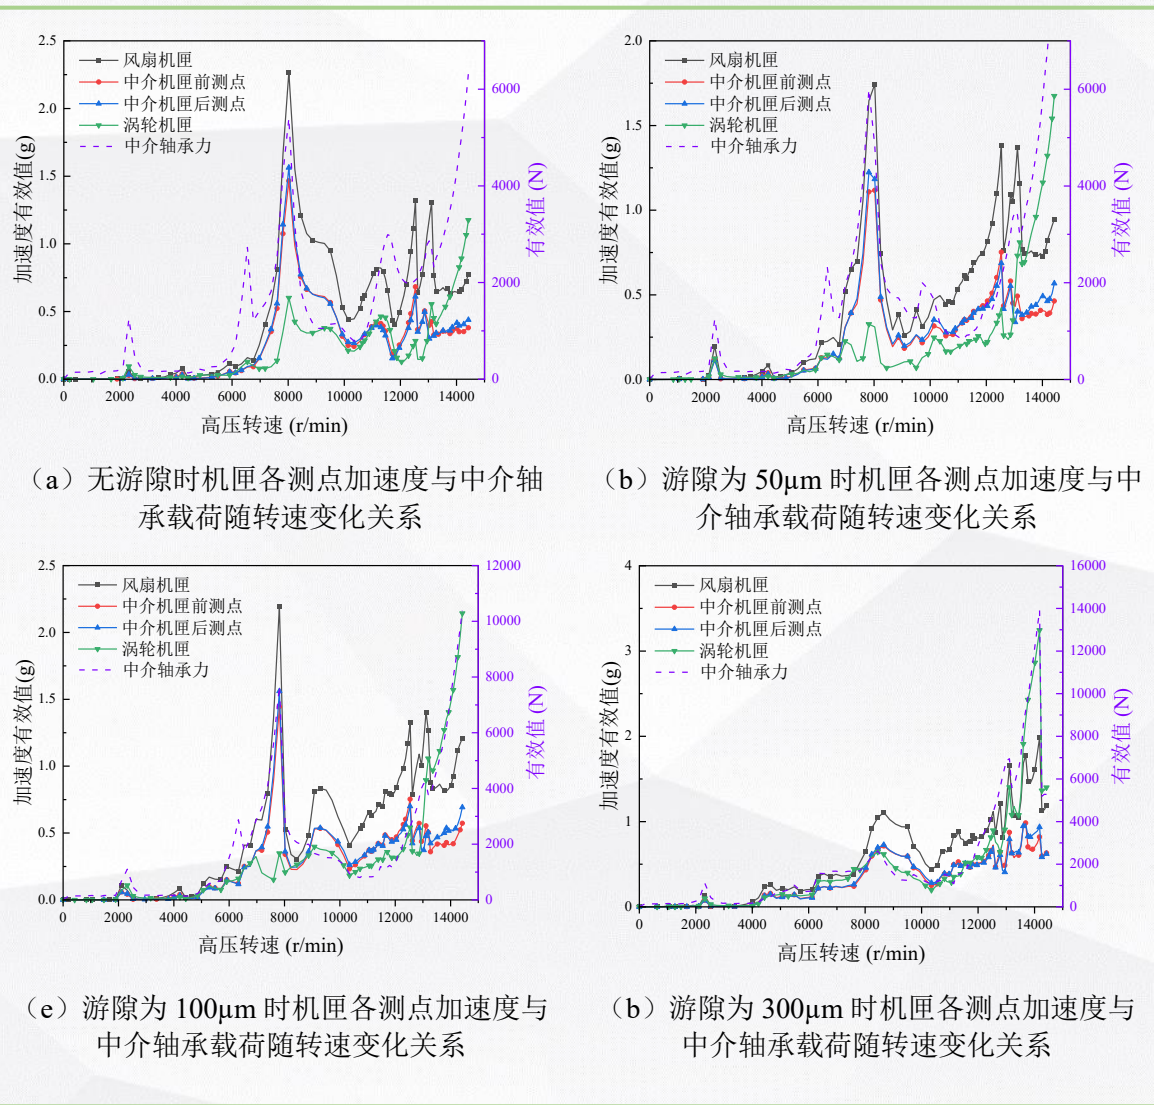 2.5
2.0
1.5
1.0
0.5
0.0
加速度有效值(g)
风扇机匣
中介机匣前测点
中介机匣后测点
涡轮机匣
中介轴承力
6000
4000
2000
0
有效值 (N)
0 2000 4000 6000 8000 10000 12000 14000
高压转速 (r/min)
(a)无游隙时机匣各测点加速度与中介轴
承载荷随转速变化关系
2.0
1.5
1.0
0.5
0.0
加速度有效值(g)
风扇机匣
中介机匣前测点
中介机匣后测点
涡轮机匣
中介轴承力
6000
4000
2000
0
有效值 (N)
0 2000 4000 6000 8000 10000 12000 14000
高压转速 (r/min)
(b)游隙为 50μm 时机匣各测点加速度与中
介轴承载荷随转速变化关系
2.5
2.0
1.5
1.0
0.5
0.0
加速度有效值(g)
风扇机匣
中介机匣前测点
中介机匣后测点
涡轮机匣
中介轴承力
12000
10000
8000
6000
4000
2000
0
有效值 (N)
0 2000 4000 6000 8000 10000 12000 14000
高压转速 (r/min)
(e)游隙为 100μm 时机匣各测点加速度与
中介轴承载荷随转速变化关系
4
3
2
1
0
加速度有效值(g)
风扇机匣
中介机匣前测点
中介机匣后测点
涡轮机匣
中介轴承力
16000
14000
12000
10000
8000
6000
4000
2000
0
有效值 (N)
0 2000 4000 6000 8000 10000 12000 14000
高压转速 (r/min)
(b)游隙为 300μm 时机匣各测点加速度与
中介轴承载荷随转速变化关系